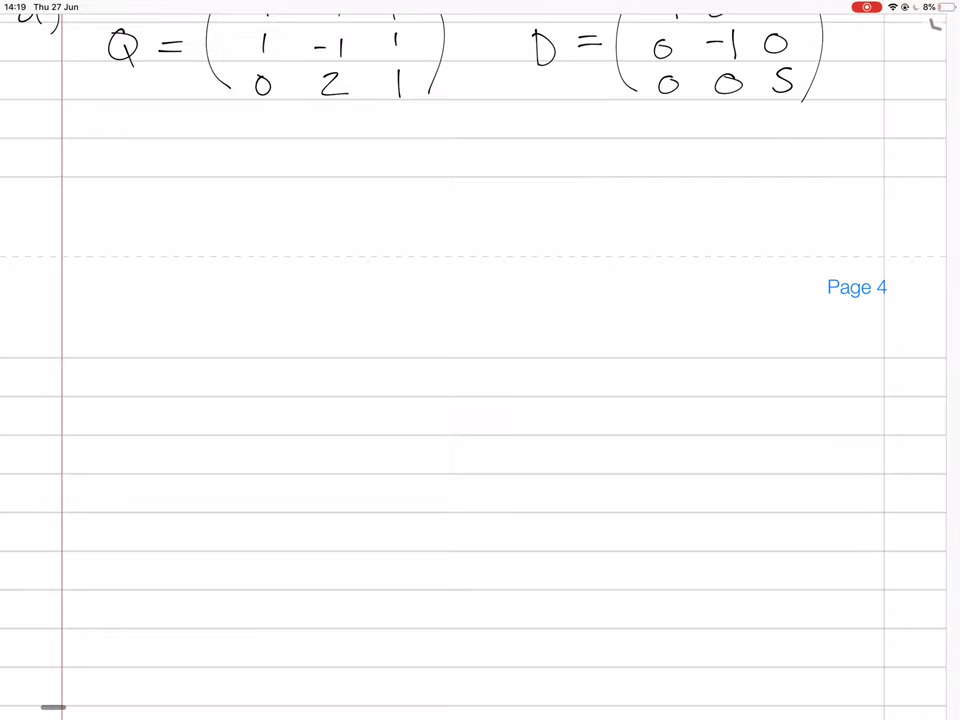 14:19 Thu 27 Jun 8%
Q = 1 -1 1 D = 0 -1 0
0 2 1 0 0 5
Page 4